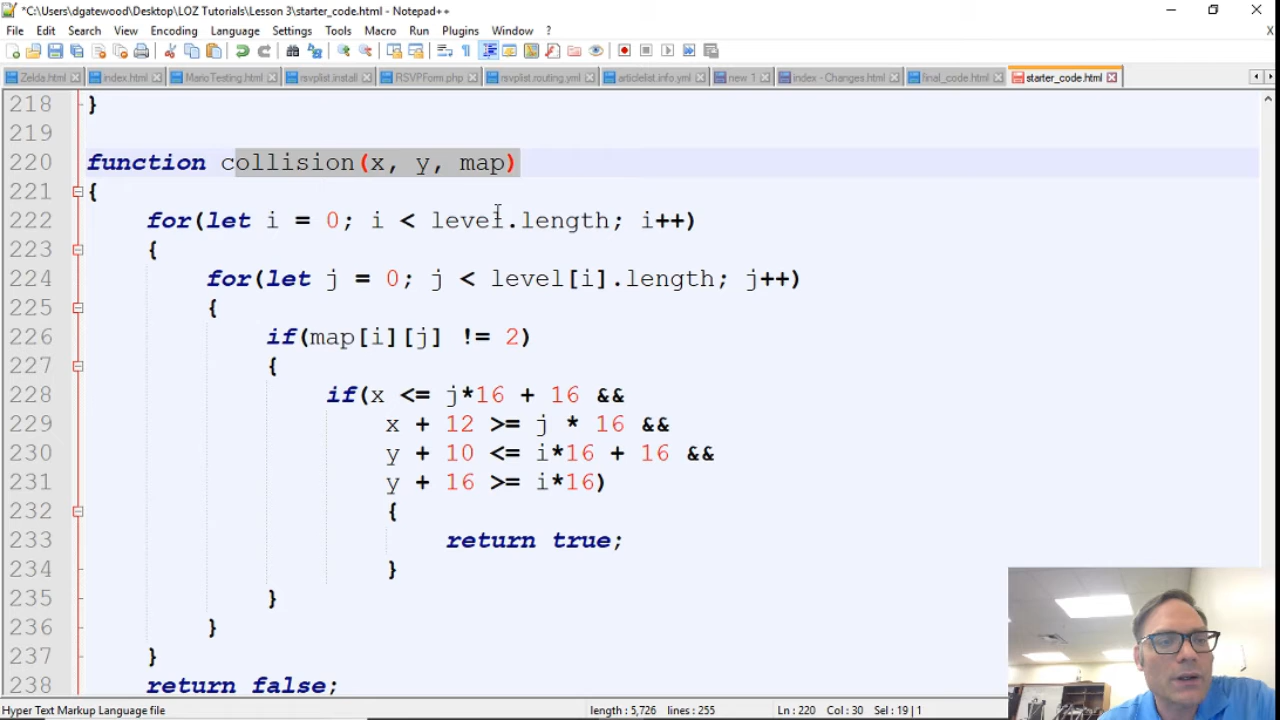 *C:\Users\dgatewood\Desktop\LOZ Tutorials\Lesson 3\starter_code.html - Notepad++
File Edit Search View Encoding Language Settings Tools Macro Run Plugins Window ? X
Zelda.html index.html MarioTesting.html rsvplist.install RSVPForm.php rsvplist.routing.yml articlelist.info.yml new 1 index - Changes.html final_code.html starter_code.html
218 }
219
220 function collision(x, y, map)
221 {
222 for(let i = 0; i < level.length; i++)
223 {
224 for(let j = 0; j < level[i].length; j++)
225 {
226 if(map[i][j] != 2)
227 {
228 if(x <= j*16 + 16 &&
229 x + 12 >= j * 16 &&
230 y + 10 <= i*16 + 16 &&
231 y + 16 >= i*16)
232 {
233 return true;
234 }
235 }
236 }
237 }
238 return false;
Hyper Text Markup Language file length : 5,726 lines : 255 Ln : 220 Col : 30 Sel : 19 | 1